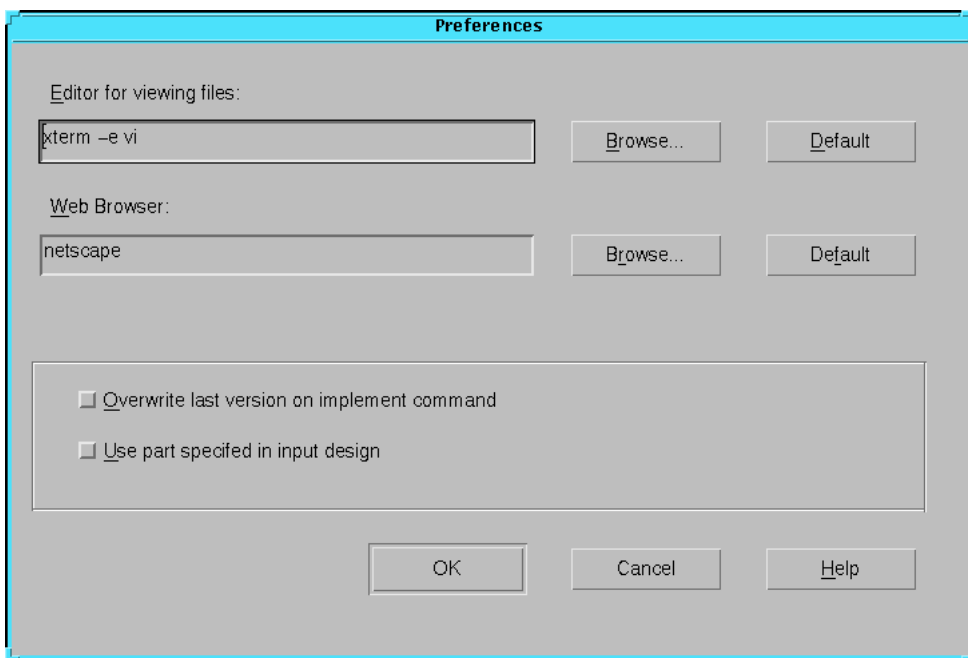 Preferences
Editor for viewing files:
xterm –e vi Browse... Default
Web Browser:
netscape Browse... Default
Overwrite last version on implement command
Use part specifed in input design
OK Cancel Help